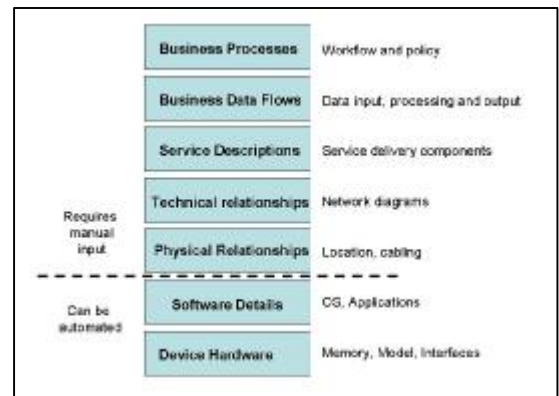 Business Processes Workflow and policy
Business Data Flows Data input, processing and output
Service Descriptions Service delivery components
Technical relationships Network diagrams
Requires
manual
input
Physical Relationships Location, cabling
Can be
automated
Software Details OS, Applications
Device Hardware Memory, Model, Interfaces